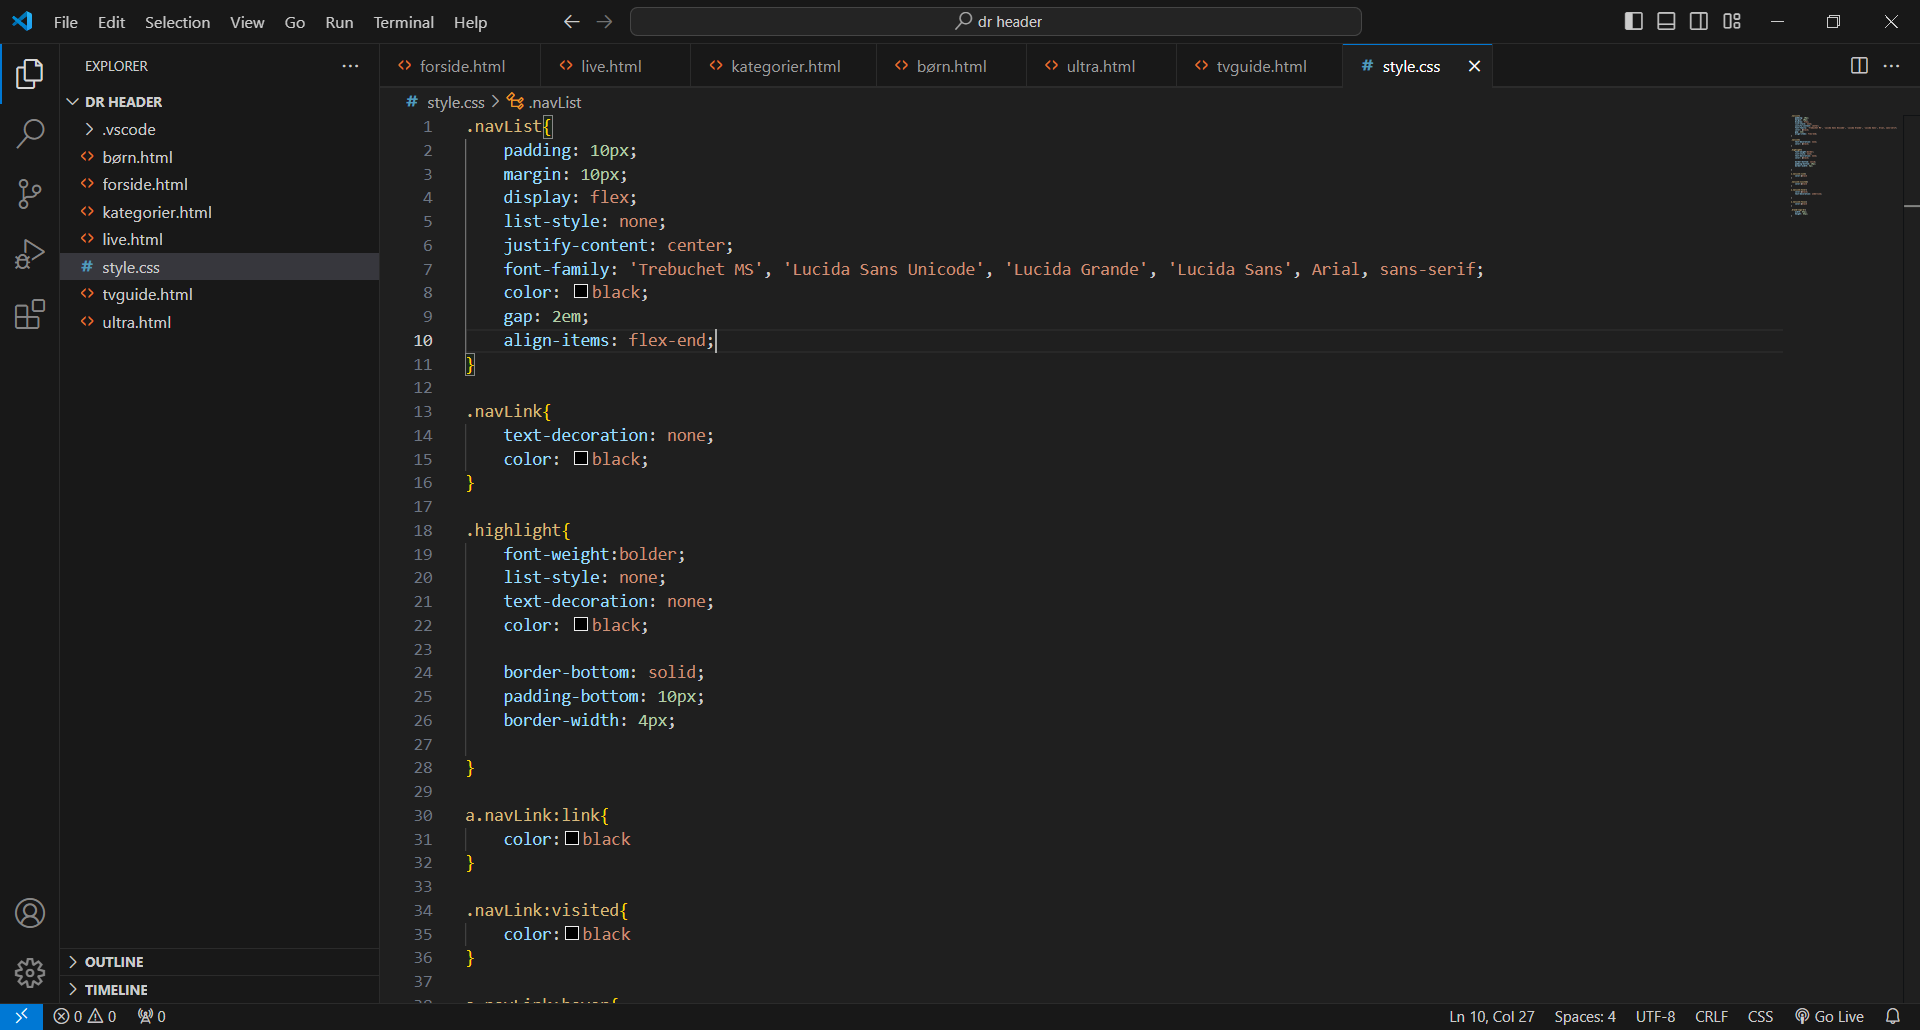 File Edit Selection View Go Run Terminal Help
dr header
EXPLORER
DR HEADER
.vscode
børn.html
forside.html
kategorier.html
live.html
style.css
tvguide.html
ultra.html
OUTLINE
TIMELINE
forside.html live.html kategorier.html børn.html ultra.html tvguide.html # style.css
# style.css > .navList
1 .navList{
2     padding: 10px;
3     margin: 10px;
4     display: flex;
5     list-style: none;
6     justify-content: center;
7     font-family: 'Trebuchet MS', 'Lucida Sans Unicode', 'Lucida Grande', 'Lucida Sans', Arial, sans-serif;
8     color: black;
9     gap: 2em;
10     align-items: flex-end;
11 }
12
13 .navLink{
14     text-decoration: none;
15     color: black;
16 }
17
18 .highlight{
19     font-weight:bolder;
20     list-style: none;
21     text-decoration: none;
22     color: black;
23
24     border-bottom: solid;
25     padding-bottom: 10px;
26     border-width: 4px;
27
28 }
29
30 a.navLink:link{
31     color:black
32 }
33
34 .navLink:visited{
35     color:black
36 }
37
38 a.navLink:hover{
0 0 0 Ln 10, Col 27 Spaces: 4 UTF-8 CRLF CSS Go Live